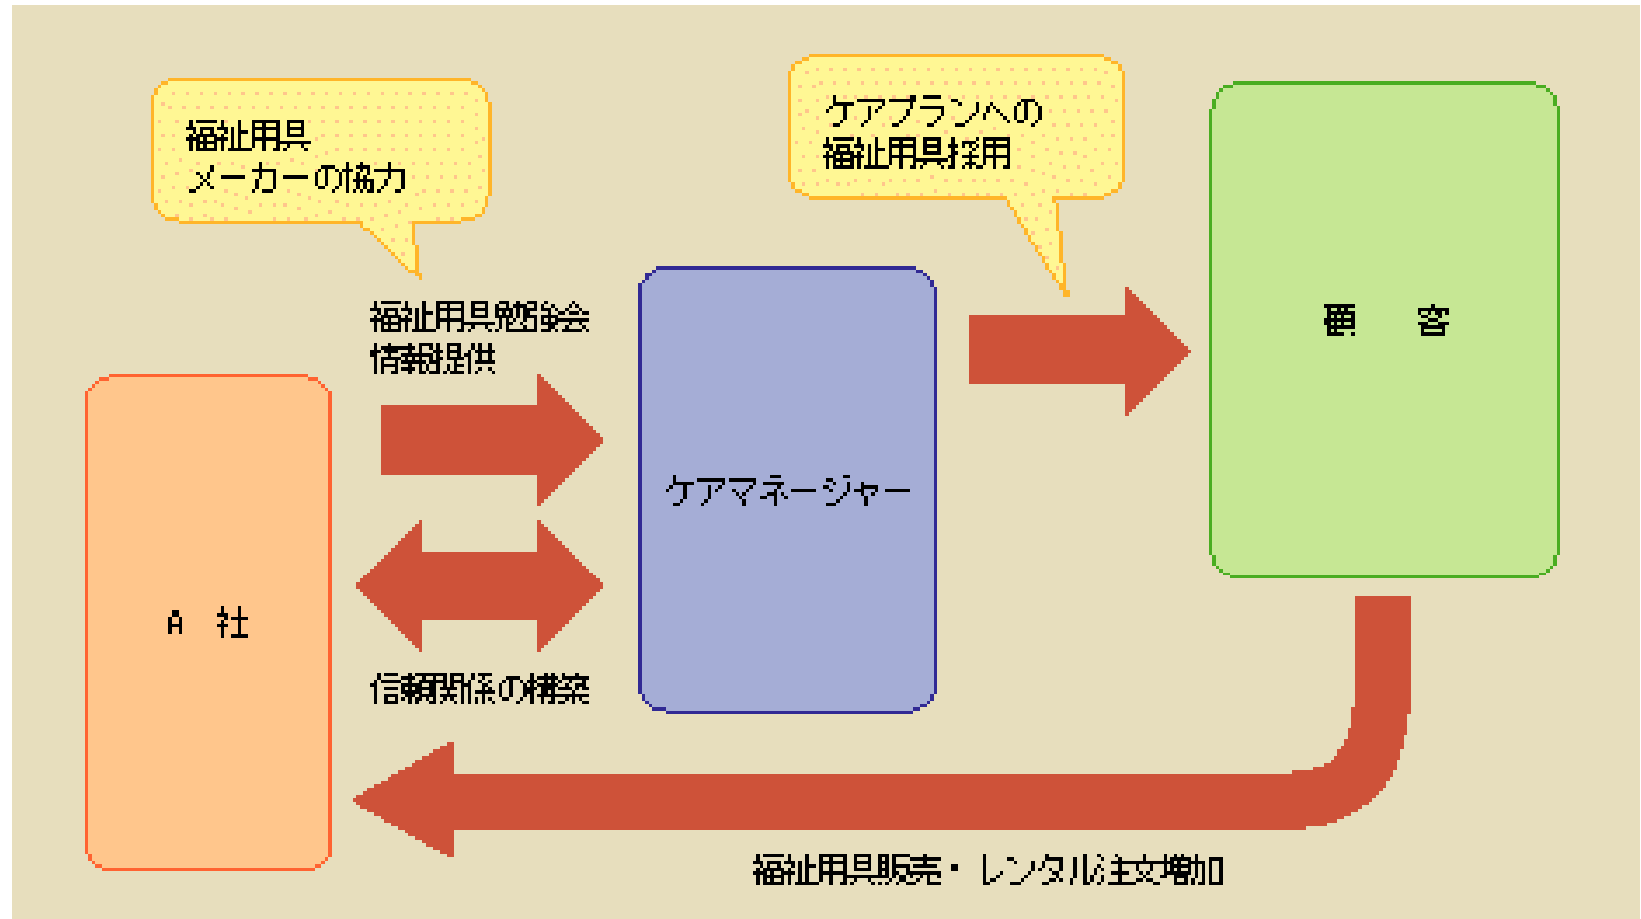 福祉用具
メーカーの協力
ケアプランへの
福祉用具採用
福祉用具勉強会
情報提供
顧　客
ケアマネージャー
A　社
信頼関係の構築
福祉用具販売・レンタル注文増加